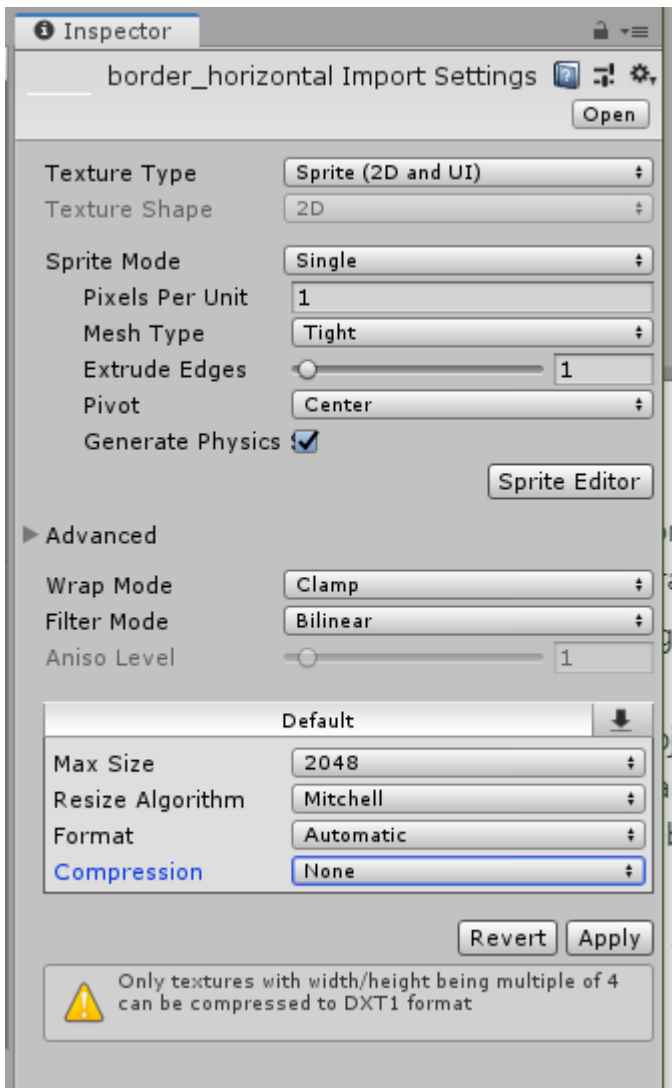 Inspector
border_horizontal Import Settings
Open
Texture Type Sprite (2D and UI)
Texture Shape 2D
Sprite Mode Single
Pixels Per Unit 1
Mesh Type Tight
Extrude Edges 1
Pivot Center
Generate Physics
Sprite Editor
Advanced
Wrap Mode Clamp
Filter Mode Bilinear
Aniso Level 1
Default
Max Size 2048
Resize Algorithm Mitchell
Format Automatic
Compression None
Revert Apply
Only textures with width/height being multiple of 4
can be compressed to DXT1 format